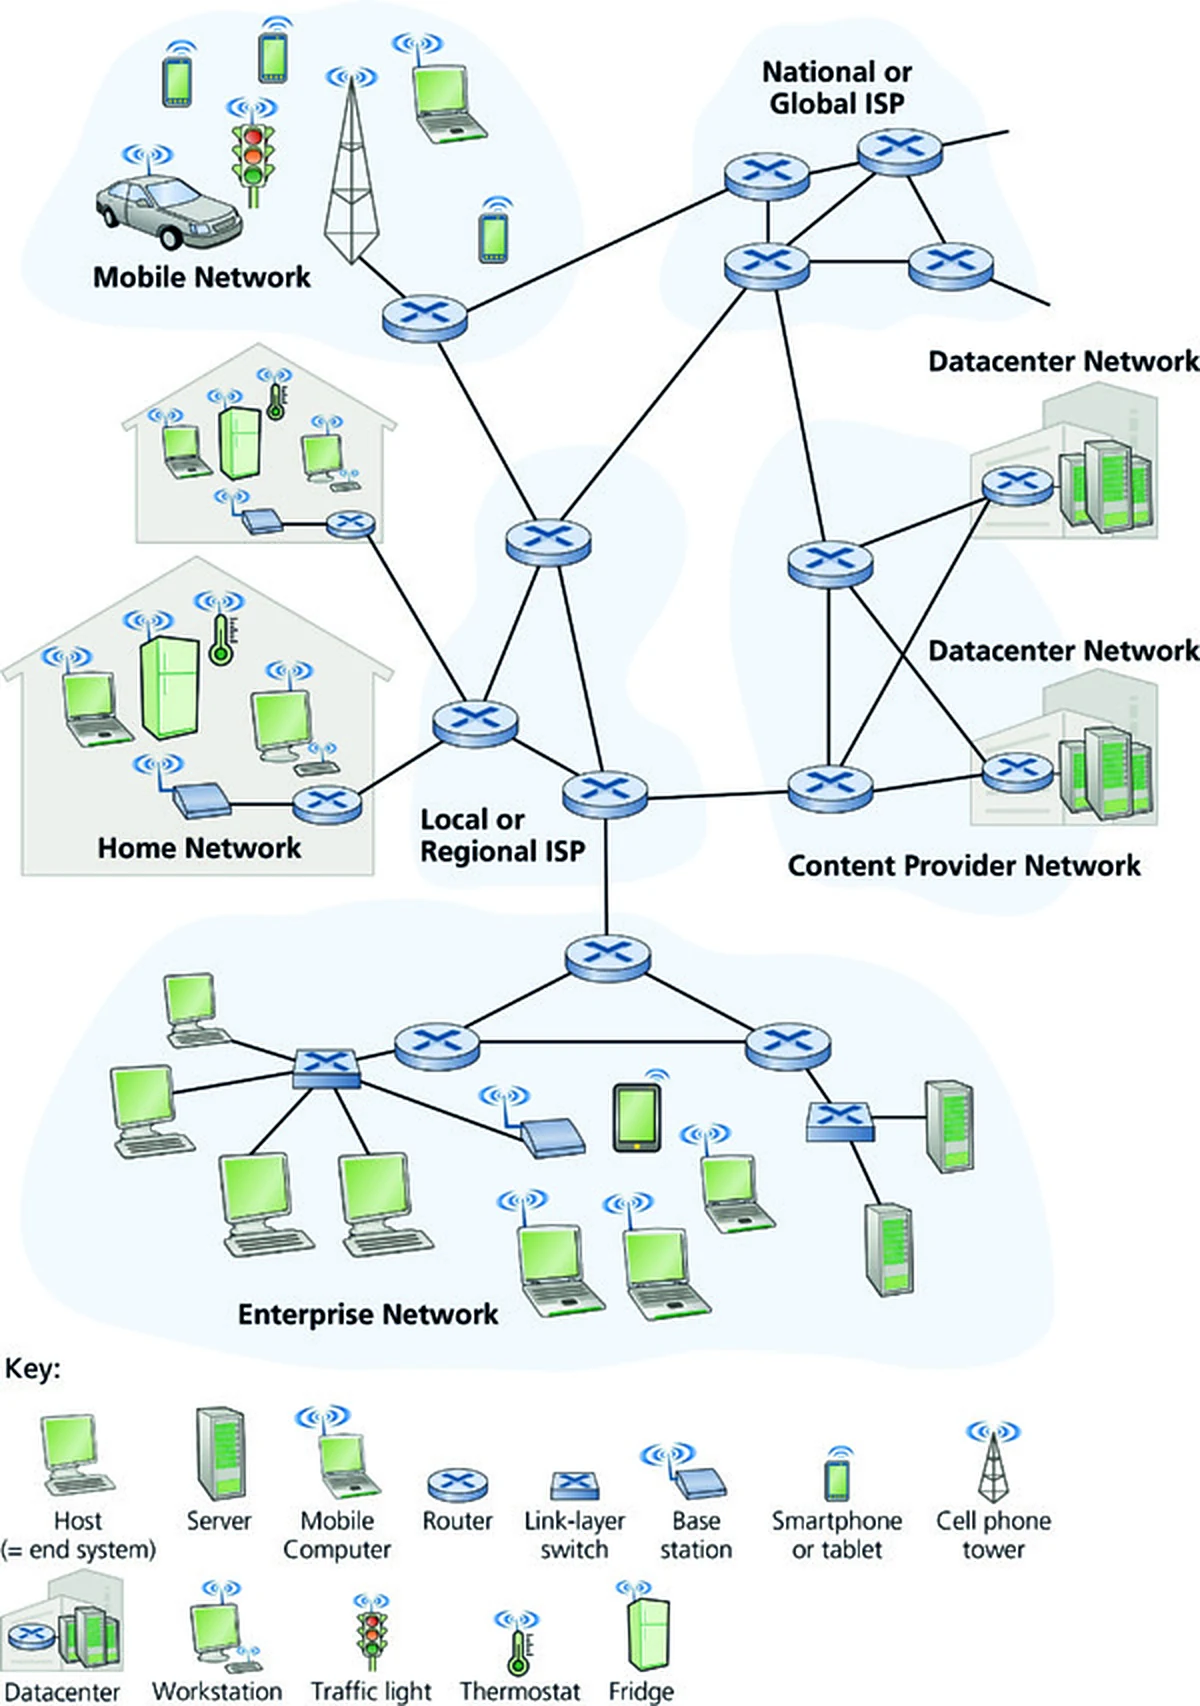 National or
Global ISP
Mobile Network
Datacenter Network
Datacenter Network
Home Network
Local or
Regional ISP
Content Provider Network
Enterprise Network
Key:
Host
(= end system)
Server
Mobile
Computer
Router
Link-layer
switch
Base
station
Smartphone
or tablet
Cell phone
tower
Datacenter
Workstation
Traffic light
Thermostat
Fridge